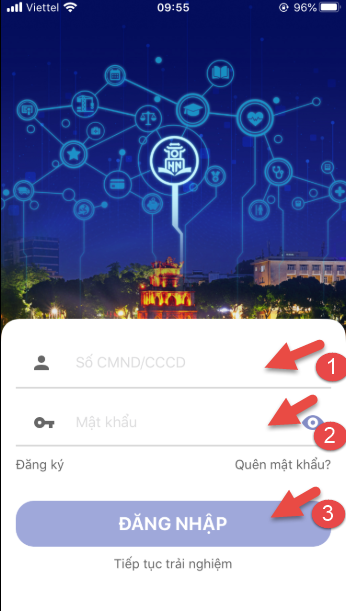 Viettel 09:55 96%
HN
Số CMND/CCCD 1
Mật khẩu 2
Đăng ký Quên mật khẩu?
ĐĂNG NHẬP 3
Tiếp tục trải nghiệm